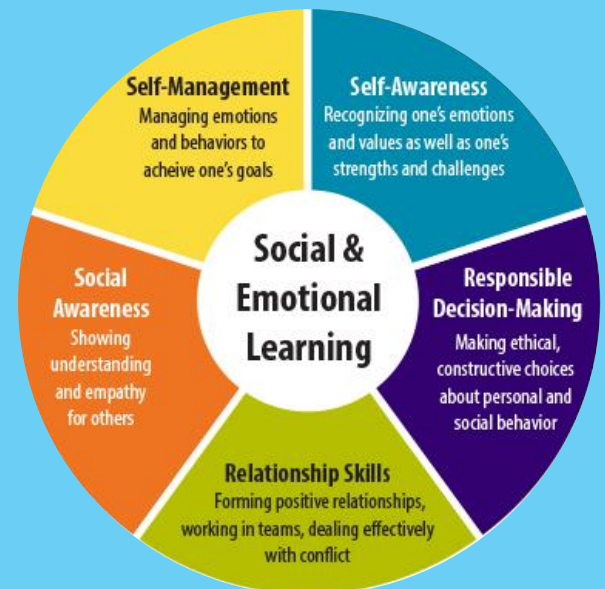 Self-Management
Managing emotions
and behaviors to
acheive one's goals
Self-Awareness
Recognizing one's emotions
and values as well as one's
strengths and challenges
Social &
Emotional
Learning
Social
Awareness
Showing
understanding
and empathy
for others
Responsible
Decision-Making
Making ethical,
constructive choices
about personal and
social behavior
Relationship Skills
Forming positive relationships,
working in teams, dealing effectively
with conflict